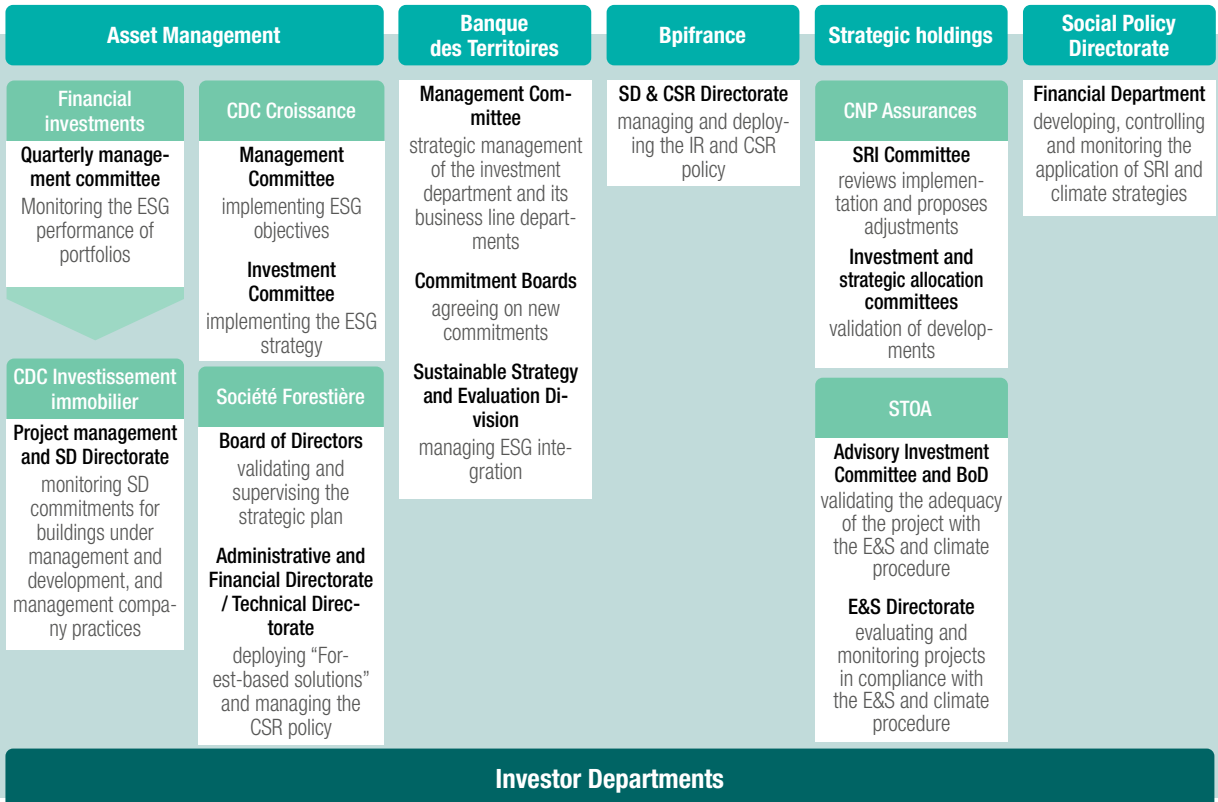 Asset Management
Financial
investments
Quarterly manage-
ment committee
Monitoring the ESG
performance of
portfolios
CDC Investissement
immobilier
Project management
and SD Directorate
monitoring SD
commitments for
buildings under
management and
development, and
management compa-
ny practices
CDC Croissance
Management
Committee
implementing ESG
objectives
Investment
Committee
implementing the ESG
strategy
Société Forestière
Board of Directors
validating and
supervising the
strategic plan
Administrative and
Financial Directorate
/ Technical Direc-
torate
deploying “For-
est-based solutions”
and managing the
CSR policy
Banque
des Territoires
Management Com-
mittee
strategic management
of the investment
department and its
business line depart-
ments
Commitment Boards
agreeing on new
commitments
Sustainable Strategy
and Evaluation Di-
vision
managing ESG inte-
gration
Bpifrance
SD & CSR Directorate
managing and deploy-
ing the IR and CSR
policy
Strategic holdings
CNP Assurances
SRI Committee
reviews implemen-
tation and proposes
adjustments
Investment and
strategic allocation
committees
validation of develop-
ments
STOA
Advisory Investment
Committee and BoD
validating the adequacy
of the project with
the E&S and climate
procedure
E&S Directorate
evaluating and
monitoring projects
in compliance with
the E&S and climate
procedure
Social Policy
Directorate
Financial Department
developing, controlling
and monitoring the
application of SRI and
climate strategies
Investor Departments